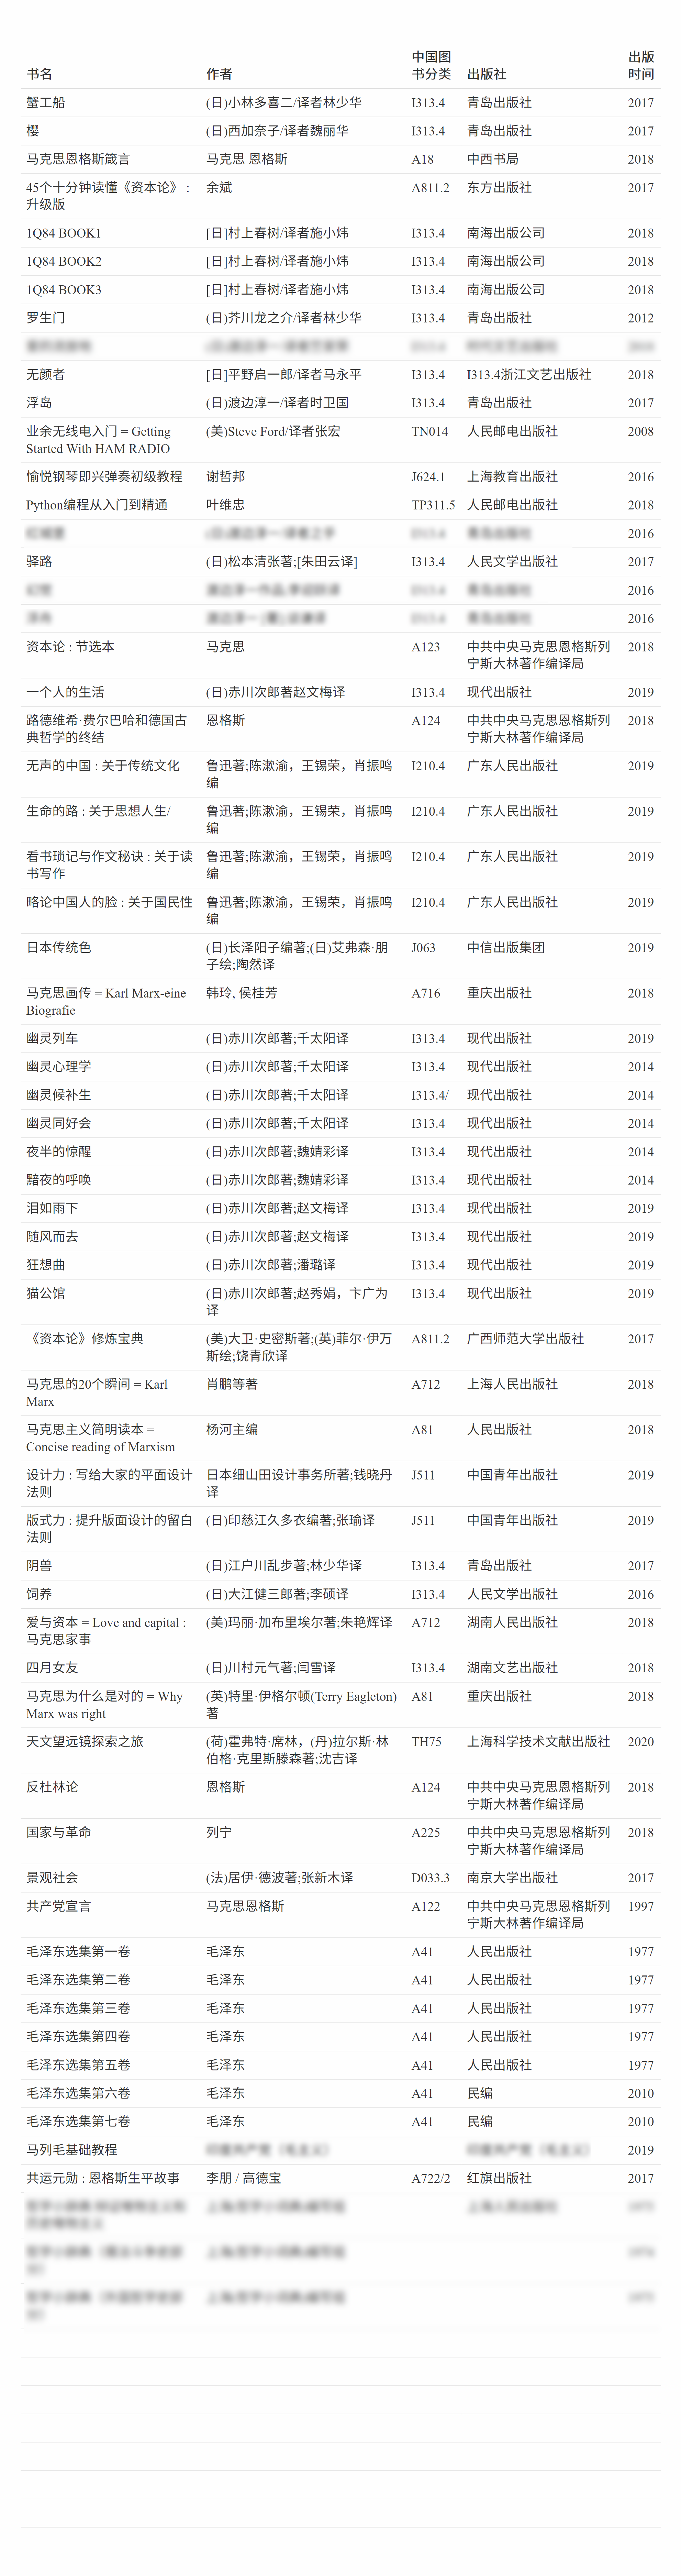 书名 作者 中国图书分类 出版社 出版时间
蟹工船 (日)小林多喜二/译者林少华 I313.4 青岛出版社 2017
樱 (日)西加奈子/译者魏丽华 I313.4 青岛出版社 2017
马克思恩格斯箴言 马克思 恩格斯 A18 中西书局 2018
45个十分钟读懂《资本论》 : 升级版 余斌 A811.2 东方出版社 2017
1Q84 BOOK1 [日]村上春树/译者施小炜 I313.4 南海出版公司 2018
1Q84 BOOK2 [日]村上春树/译者施小炜 I313.4 南海出版公司 2018
1Q84 BOOK3 [日]村上春树/译者施小炜 I313.4 南海出版公司 2018
罗生门 (日)芥川龙之介/译者林少华 I313.4 青岛出版社 2012
无颜者 [日]平野启一郎/译者马永平 I313.4 I313.4浙江文艺出版社 2018
浮岛 (日)渡边淳一/译者时卫国 I313.4 青岛出版社 2017
业余无线电入门 = Getting Started With HAM RADIO (美)Steve Ford/译者张宏 TN014 人民邮电出版社 2008
愉悦钢琴即兴弹奏初级教程 谢哲邦 J624.1 上海教育出版社 2016
Python编程从入门到精通 叶维忠 TP311.5 人民邮电出版社 2018
2016
驿路 (日)松本清张著;[朱田云译] I313.4 人民文学出版社 2017
2016
2016
资本论 : 节选本 马克思 A123 中共中央马克思恩格斯列宁斯大林著作编译局 2018
一个人的生活 (日)赤川次郎著赵文梅译 I313.4 现代出版社 2019
路德维希·费尔巴哈和德国古典哲学的终结 恩格斯 A124 中共中央马克思恩格斯列宁斯大林著作编译局 2018
无声的中国 : 关于传统文化 鲁迅著;陈漱渝，王锡荣，肖振鸣编 I210.4 广东人民出版社 2019
生命的路 : 关于思想人生/ 鲁迅著;陈漱渝，王锡荣，肖振鸣编 I210.4 广东人民出版社 2019
看书琐记与作文秘诀 : 关于读书写作 鲁迅著;陈漱渝，王锡荣，肖振鸣编 I210.4 广东人民出版社 2019
略论中国人的脸 : 关于国民性 鲁迅著;陈漱渝，王锡荣，肖振鸣编 I210.4 广东人民出版社 2019
日本传统色 (日)长泽阳子编著;(日)艾弗森·朋子绘;陶然译 J063 中信出版集团 2019
马克思画传 = Karl Marx-eine Biografie 韩玲, 侯桂芳 A716 重庆出版社 2018
幽灵列车 (日)赤川次郎著;千太阳译 I313.4 现代出版社 2019
幽灵心理学 (日)赤川次郎著;千太阳译 I313.4 现代出版社 2014
幽灵候补生 (日)赤川次郎著;千太阳译 I313.4/ 现代出版社 2014
幽灵同好会 (日)赤川次郎著;千太阳译 I313.4 现代出版社 2014
夜半的惊醒 (日)赤川次郎著;魏婧彩译 I313.4 现代出版社 2014
黯夜的呼唤 (日)赤川次郎著;魏婧彩译 I313.4 现代出版社 2014
泪如雨下 (日)赤川次郎著;赵文梅译 I313.4 现代出版社 2019
随风而去 (日)赤川次郎著;赵文梅译 I313.4 现代出版社 2019
狂想曲 (日)赤川次郎著;潘璐译 I313.4 现代出版社 2019
猫公馆 (日)赤川次郎著;赵秀娟，卞广为译 I313.4 现代出版社 2019
《资本论》修炼宝典 (美)大卫·史密斯著;(英)菲尔·伊万斯绘;饶青欣译 A811.2 广西师范大学出版社 2017
马克思的20个瞬间 = Karl Marx 肖鹏等著 A712 上海人民出版社 2018
马克思主义简明读本 = Concise reading of Marxism 杨河主编 A81 人民出版社 2018
设计力 : 写给大家的平面设计法则 日本细山田设计事务所著;钱晓丹译 J511 中国青年出版社 2019
版式力 : 提升版面设计的留白法则 (日)印慈江久多衣编著;张瑜译 J511 中国青年出版社 2019
阴兽 (日)江户川乱步著;林少华译 I313.4 青岛出版社 2017
饲养 (日)大江健三郎著;李硕译 I313.4 人民文学出版社 2016
爱与资本 = Love and capital : 马克思家事 (美)玛丽·加布里埃尔著;朱艳辉译 A712 湖南人民出版社 2018
四月女友 (日)川村元气著;闫雪译 I313.4 湖南文艺出版社 2018
马克思为什么是对的 = Why Marx was right (英)特里·伊格尔顿(Terry Eagleton)著 A81 重庆出版社 2018
天文望远镜探索之旅 (荷)霍弗特·席林，(丹)拉尔斯·林伯格·克里斯滕森著;沈吉译 TH75 上海科学技术文献出版社 2020
反杜林论 恩格斯 A124 中共中央马克思恩格斯列宁斯大林著作编译局 2018
国家与革命 列宁 A225 中共中央马克思恩格斯列宁斯大林著作编译局 2018
景观社会 (法)居伊·德波著;张新木译 D033.3 南京大学出版社 2017
共产党宣言 马克思恩格斯 A122 中共中央马克思恩格斯列宁斯大林著作编译局 1997
毛泽东选集第一卷 毛泽东 A41 人民出版社 1977
毛泽东选集第二卷 毛泽东 A41 人民出版社 1977
毛泽东选集第三卷 毛泽东 A41 人民出版社 1977
毛泽东选集第四卷 毛泽东 A41 人民出版社 1977
毛泽东选集第五卷 毛泽东 A41 人民出版社 1977
毛泽东选集第六卷 毛泽东 A41 民编 2010
毛泽东选集第七卷 毛泽东 A41 民编 2010
马列毛基础教程 2019
共运元勋 : 恩格斯生平故事 李朋 / 高德宝 A722/2 红旗出版社 2017